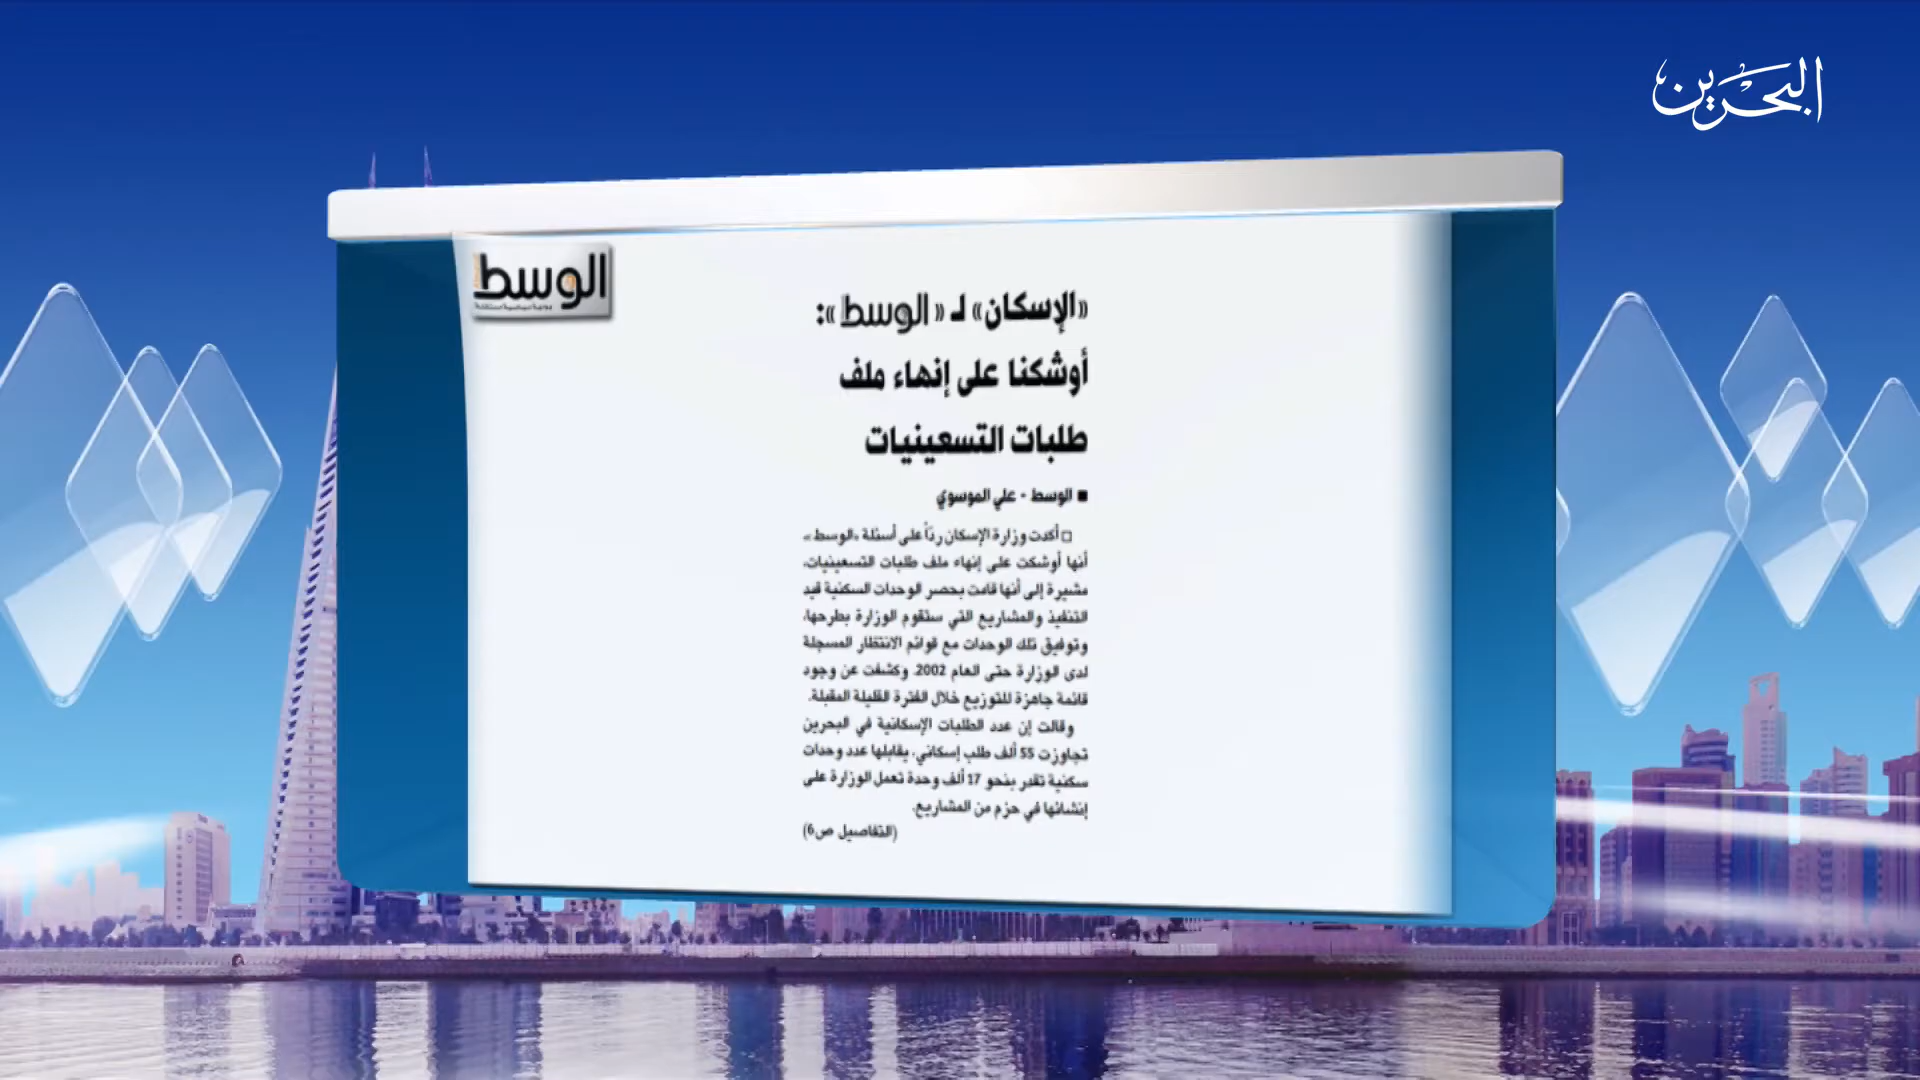 البحرين
الوسط
«الإسكان» لـ «الوسط»:
أوشكنا على إنهاء ملف
طلبات التسعينيات
■ الوسط - علي الموسوي
□ أكدت وزارة الإسكان رداً على أسئلة «الوسط»
أنها أوشكت على إنهاء ملف طلبات التسعينيات،
مشيرة إلى أنها قامت بحصر الوحدات السكنية قيد
التنفيذ والمشاريع التي ستقوم الوزارة بطرحها،
وتوفيق تلك الوحدات مع قوائم الانتظار المسجلة
لدى الوزارة حتى العام 2002. وكشفت عن وجود
قائمة جاهزة للتوزيع خلال الفترة القليلة المقبلة.
وقالت إن عدد الطلبات الإسكانية في البحرين
تجاوزت 55 ألف طلب إسكاني، يقابلها عدد وحدات
سكنية تقدر بنحو 17 ألف وحدة تعمل الوزارة على
إنشائها في حزم من المشاريع.
(التفاصيل ص6)